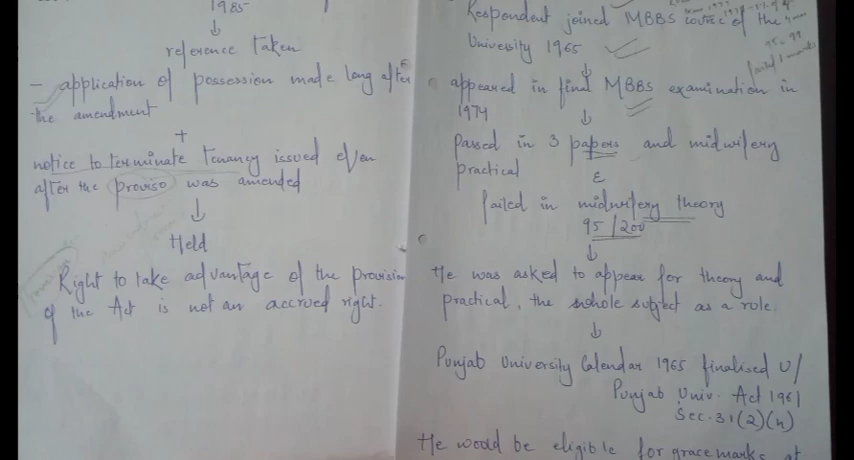 1985
↓
reference taken
- application of possession made long after
the amendment
+
notice to terminate tenancy issued even
after the proviso was amended
↓
Held
Right to take advantage of the provision
of the Act is not an accrued right.
Respondent joined MBBS course of the
University 1965
↓
appeared in final MBBS examination in
1974
↓
Passed in 3 papers and midwifery
practical
&
failed in midwifery theory
95/200
↓
He was asked to appear for theory and
practical, the whole subject as a rule.
↓
Punjab University Calendar 1965 finalised U/
Punjab Univ. Act 1961
Sec. 31(2)(n)
He would be eligible for grace marks at